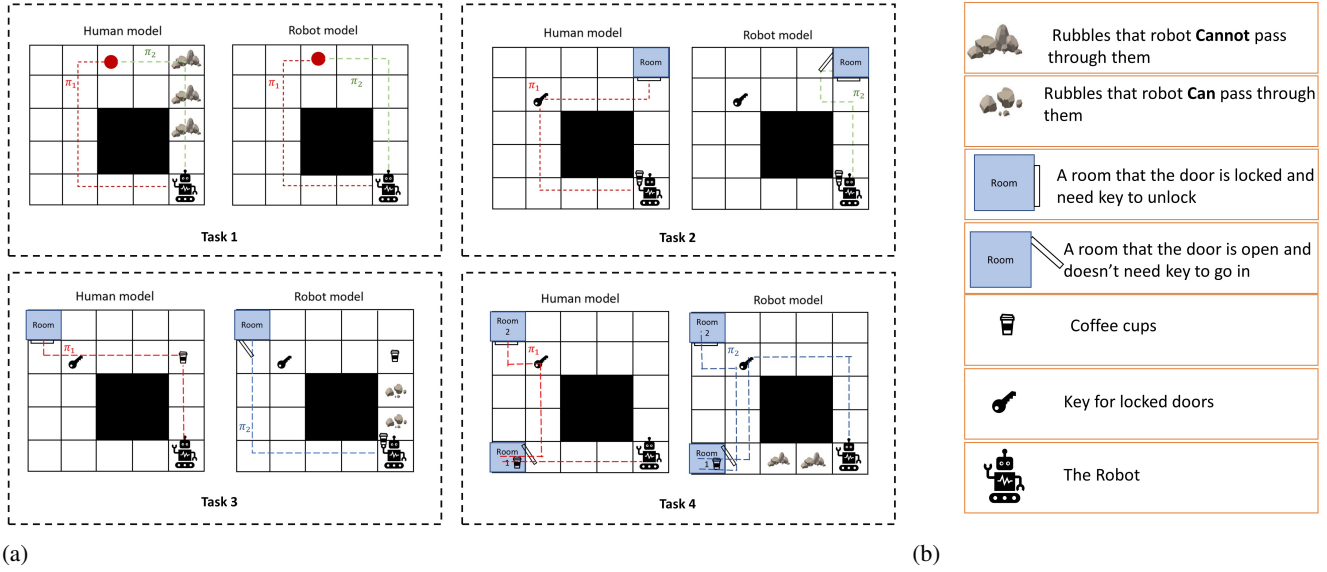 Human model
Robot model
π₂
π₁
π₁
π₂
Task 1
Human model
Robot model
Room
Room
π₁
π₂
Task 2
Human model
Robot model
Room
Room
π₁
π₂
Task 3
Human model
Robot model
Room
2
Room
2
π₁
π₂
Room
1
Room
1
Task 4
(a)
Rubbles that robot Cannot pass
through them
Rubbles that robot Can pass through
them
Room
A room that the door is locked and
need key to unlock
Room
A room that the door is open and
doesn't need key to go in
Coffee cups
Key for locked doors
The Robot
(b)